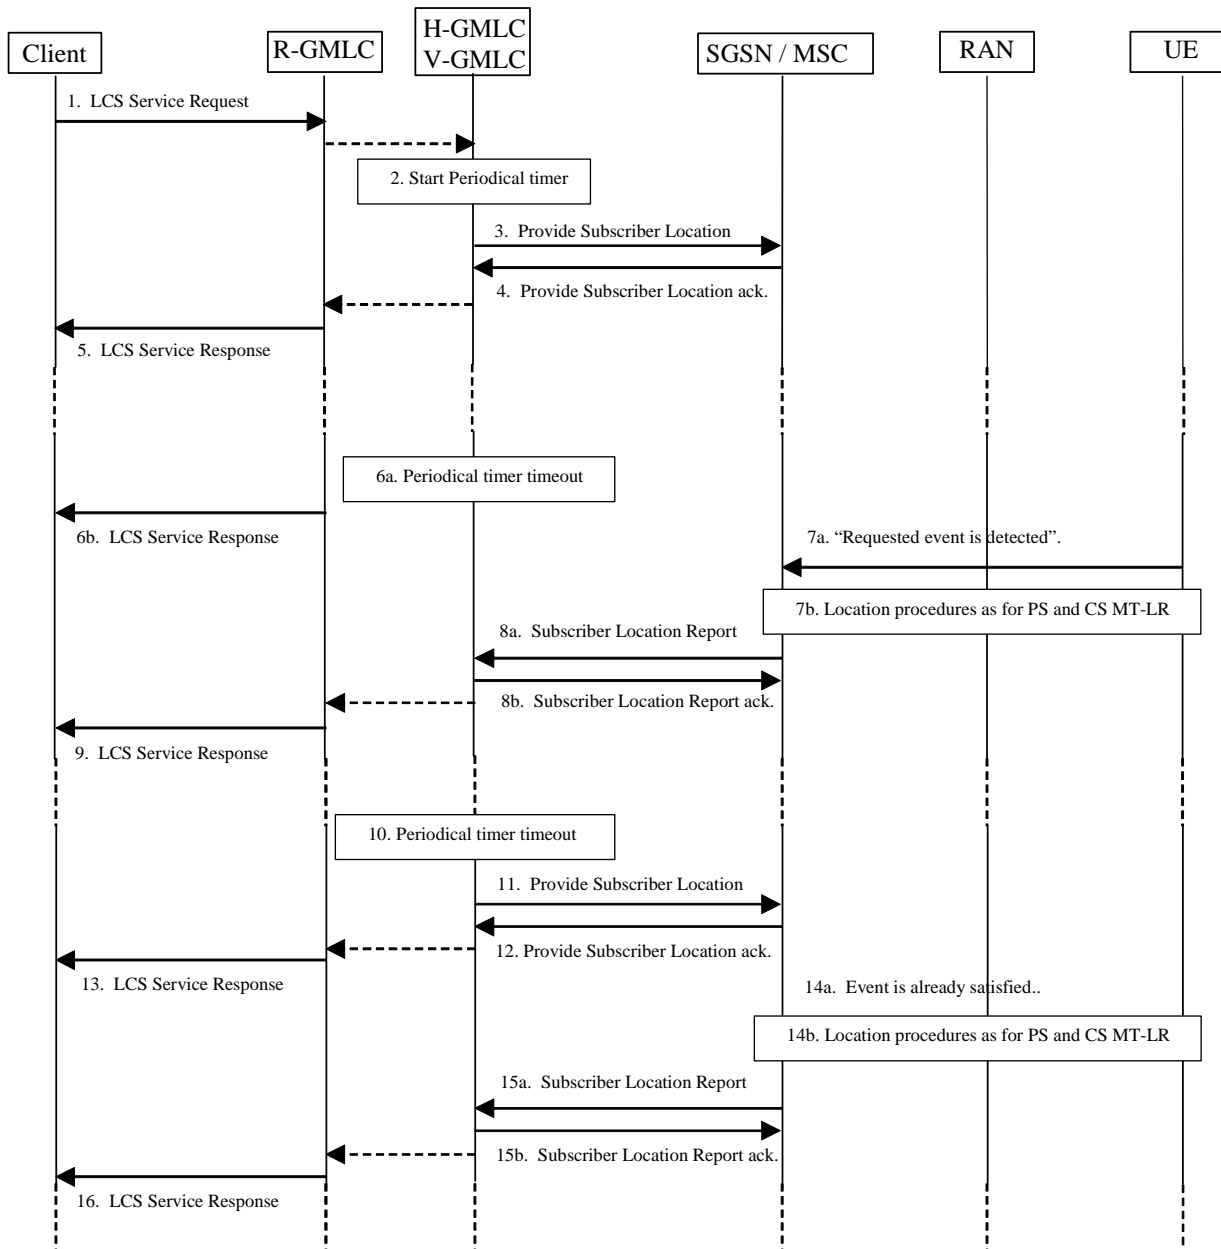 Client
R-GMLC
H-GMLC
V-GMLC
SGSN / MSC
RAN
UE
1. LCS Service Request
2. Start Periodical timer
3. Provide Subscriber Location
4. Provide Subscriber Location ack.
5. LCS Service Response
6a. Periodical timer timeout
6b. LCS Service Response
7a. “Requested event is detected”.
7b. Location procedures as for PS and CS MT-LR
8a. Subscriber Location Report
8b. Subscriber Location Report ack.
9. LCS Service Response
10. Periodical timer timeout
11. Provide Subscriber Location
12. Provide Subscriber Location ack.
13. LCS Service Response
14a. Event is already satisfied..
14b. Location procedures as for PS and CS MT-LR
15a. Subscriber Location Report
15b. Subscriber Location Report ack.
16. LCS Service Response